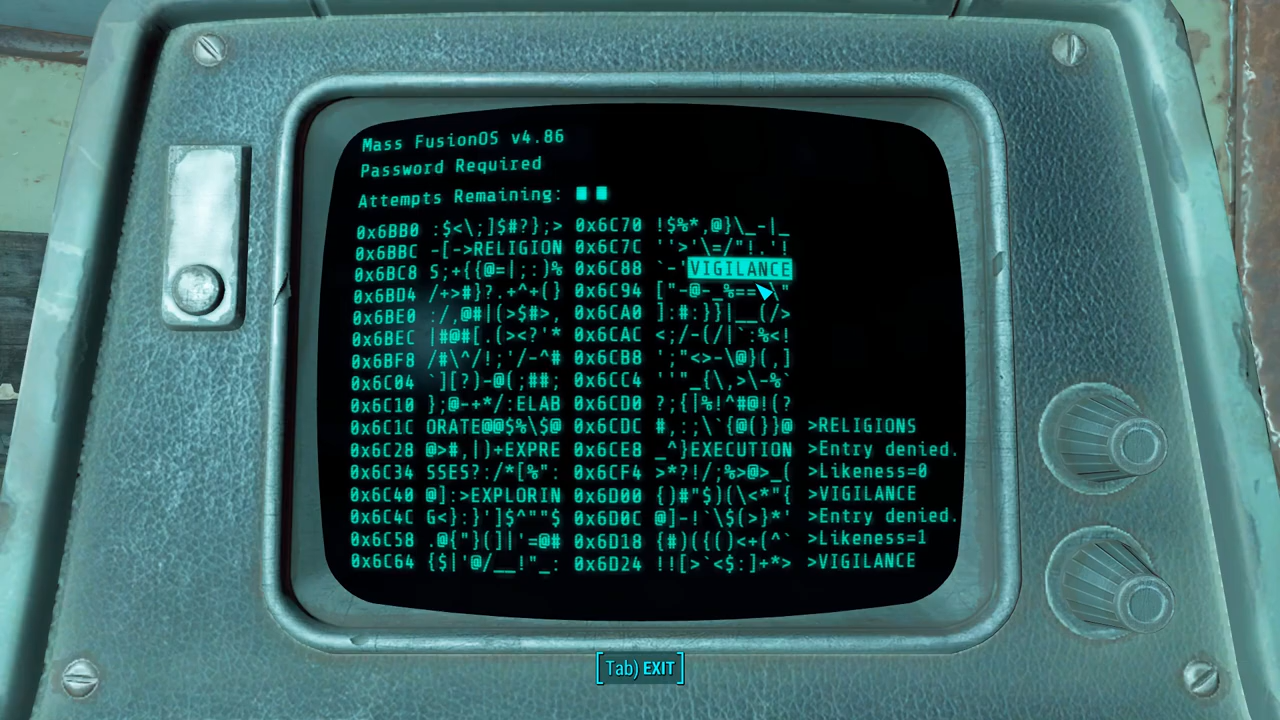 Mass FusionOS v4.86
Password Required
Attempts Remaining: ■ ■
0x6BB0 :$<\;]$#?};> 0x6C70 !$%*,@}\_-|_
0x6BBC -[->RELIGION 0x6C7C ''>'\=/"!.'!
0x6BC8 S;+{{@=|;:)% 0x6C88 `-'VIGILANCE
0x6BD4 /+>#}?.+^+(} 0x6C94 ["-@-_%==\"
0x6BE0 :/,@#|(>$#>, 0x6CA0 ]:#:}}|__(/>
0x6BEC |#@#[.(><?'* 0x6CAC <;/-(/|`:%<!
0x6BF8 /#\^/!;'/-^# 0x6CB8 ';"<>-\@}(,]
0x6C04 `][?)-@(;##; 0x6CC4 ''"_{\,>\-%`
0x6C10 };@-+*/:ELAB 0x6CD0 ?;{|%!^#@!(?
0x6C1C ORATE@@$%\$@ 0x6CDC #,:;\`{@(}}@ >RELIGIONS
0x6C28 @>#,|)+EXPRE 0x6CE8 _^}EXECUTION >Entry denied.
0x6C34 SSES?:/*[%": 0x6CF4 >*?!/;%>@>_( >Likeness=0
0x6C40 @]:>EXPLORIN 0x6D00 {)#"$)(\<*"{ >VIGILANCE
0x6C4C G<}:}']$^""$ 0x6D0C @]-!`\$(>}*' >Entry denied.
0x6C58 .@{"}(]|'=@# 0x6D18 {#)({()<+(^` >Likeness=1
0x6C64 {$|'@/__!"_: 0x6D24 !![>`<$:]+*> >VIGILANCE
[Tab) EXIT]